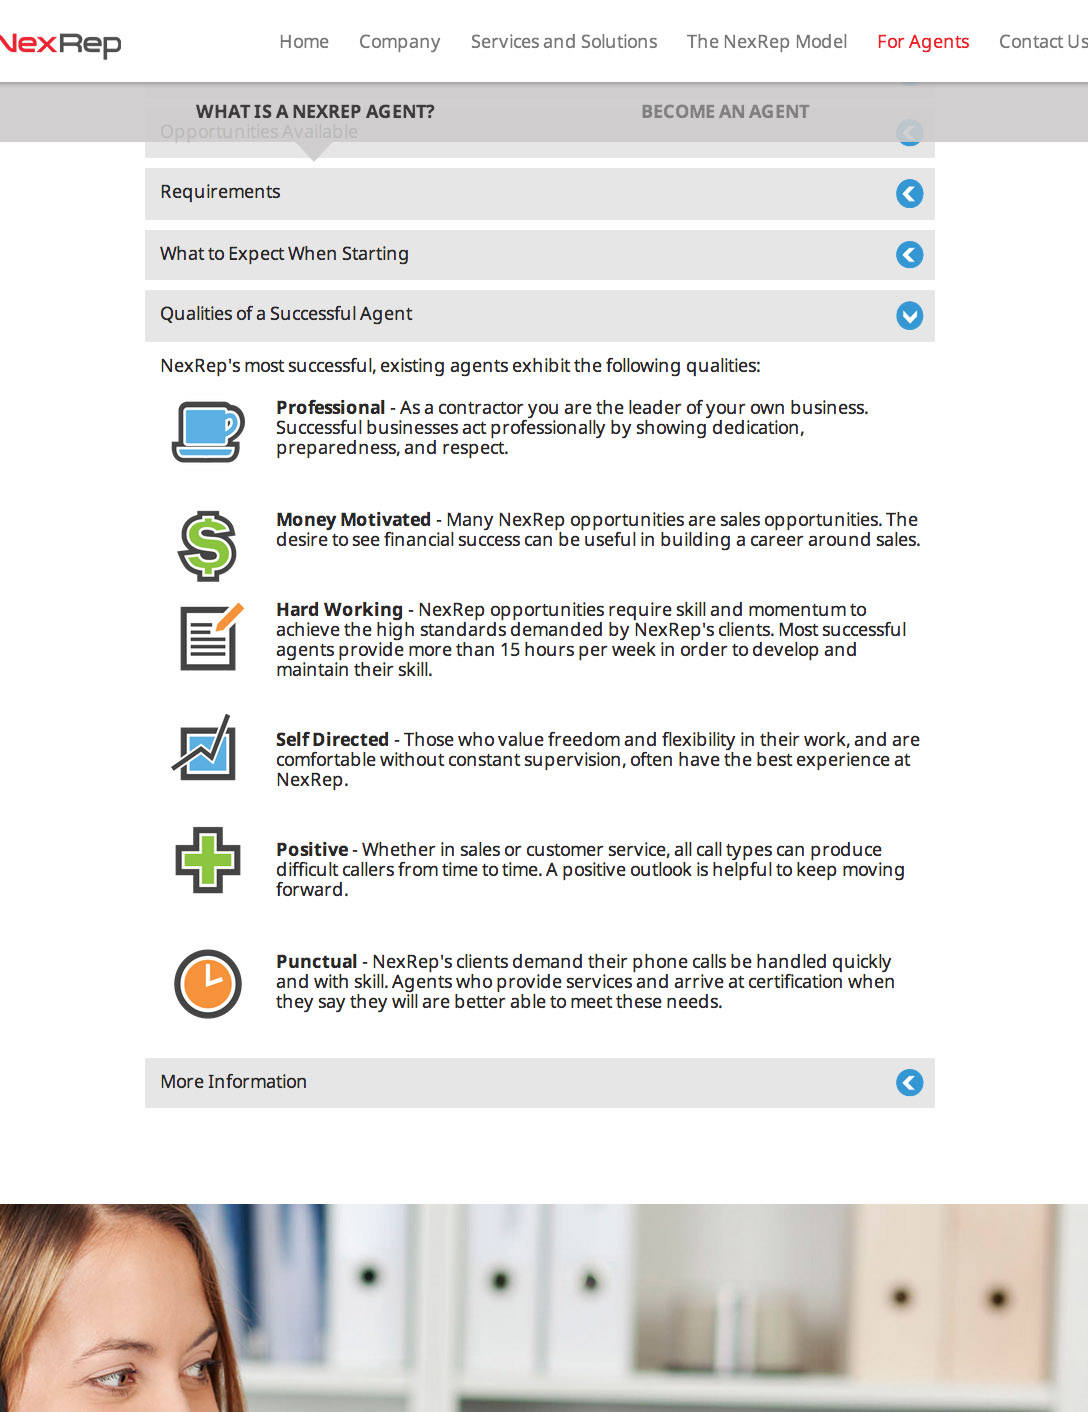 NexRep
Home Company Services and Solutions The NexRep Model For Agents Contact Us
WHAT IS A NEXREP AGENT? BECOME AN AGENT
Opportunities Available
Requirements
What to Expect When Starting
Qualities of a Successful Agent
NexRep's most successful, existing agents exhibit the following qualities:
Professional - As a contractor you are the leader of your own business.
Successful businesses act professionally by showing dedication,
preparedness, and respect.
Money Motivated - Many NexRep opportunities are sales opportunities. The
desire to see financial success can be useful in building a career around sales.
Hard Working - NexRep opportunities require skill and momentum to
achieve the high standards demanded by NexRep's clients. Most successful
agents provide more than 15 hours per week in order to develop and
maintain their skill.
Self Directed - Those who value freedom and flexibility in their work, and are
comfortable without constant supervision, often have the best experience at
NexRep.
Positive - Whether in sales or customer service, all call types can produce
difficult callers from time to time. A positive outlook is helpful to keep moving
forward.
Punctual - NexRep's clients demand their phone calls be handled quickly
and with skill. Agents who provide services and arrive at certification when
they say they will are better able to meet these needs.
More Information